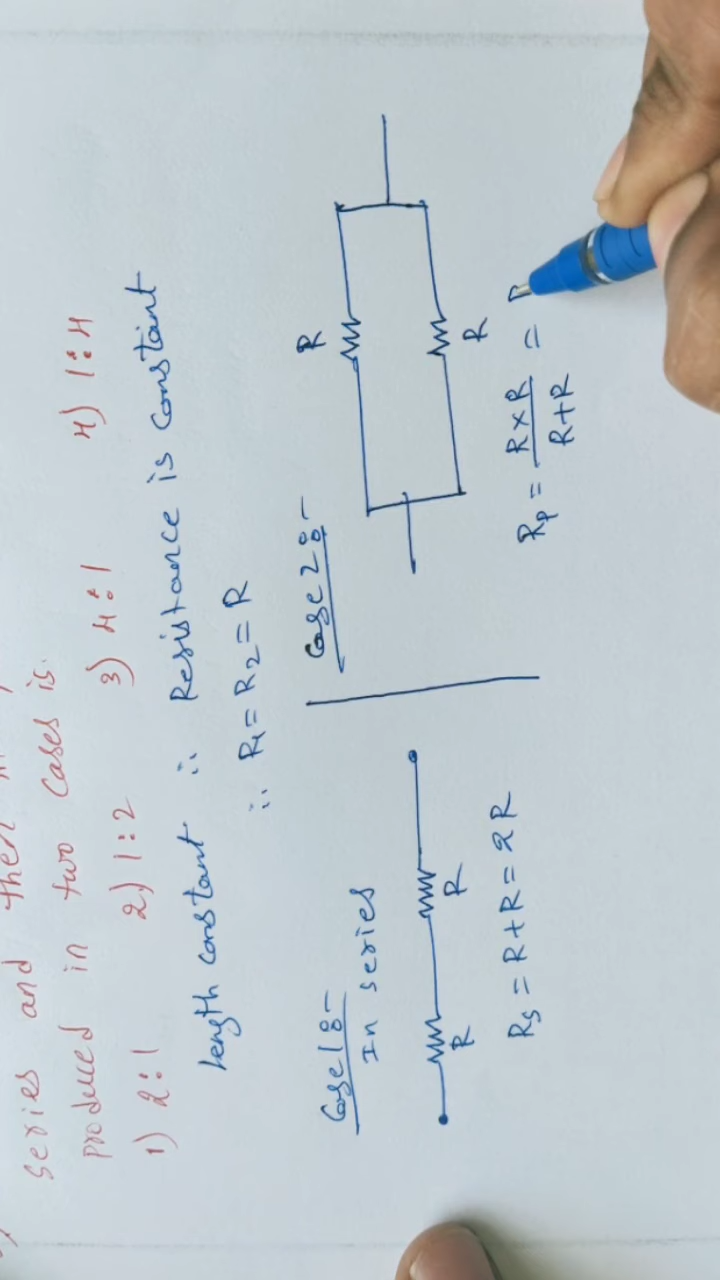 series and then
produced in two cases is.
1) 2:1 2) 1:2 3) 4:1 4) 1:4
length constant ∴ Resistance is constant
∴ R₁ = R₂ = R
Case 1 :-
In series
R R
Rₛ = R + R = 2R
Case 2 :-
R
R
Rₚ = R × R / R + R =